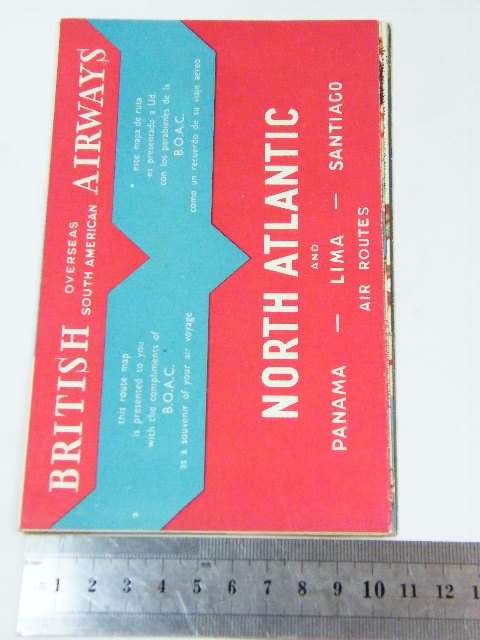 BRITISH OVERSEAS SOUTH AMERICAN AIRWAYS
this route map
is presented to you
with the compliments of
B.O.A.C.
as a souvenir of your air voyage
este mapa de ruta
es presentado a Ud.
con los parabienes de la
B.O.A.C.
como un recuerdo de su viaje aereo
NORTH ATLANTIC
AND
PANAMA — LIMA — SANTIAGO
AIR ROUTES
1 2 3 4 5 6 7 8 9 10 11 12